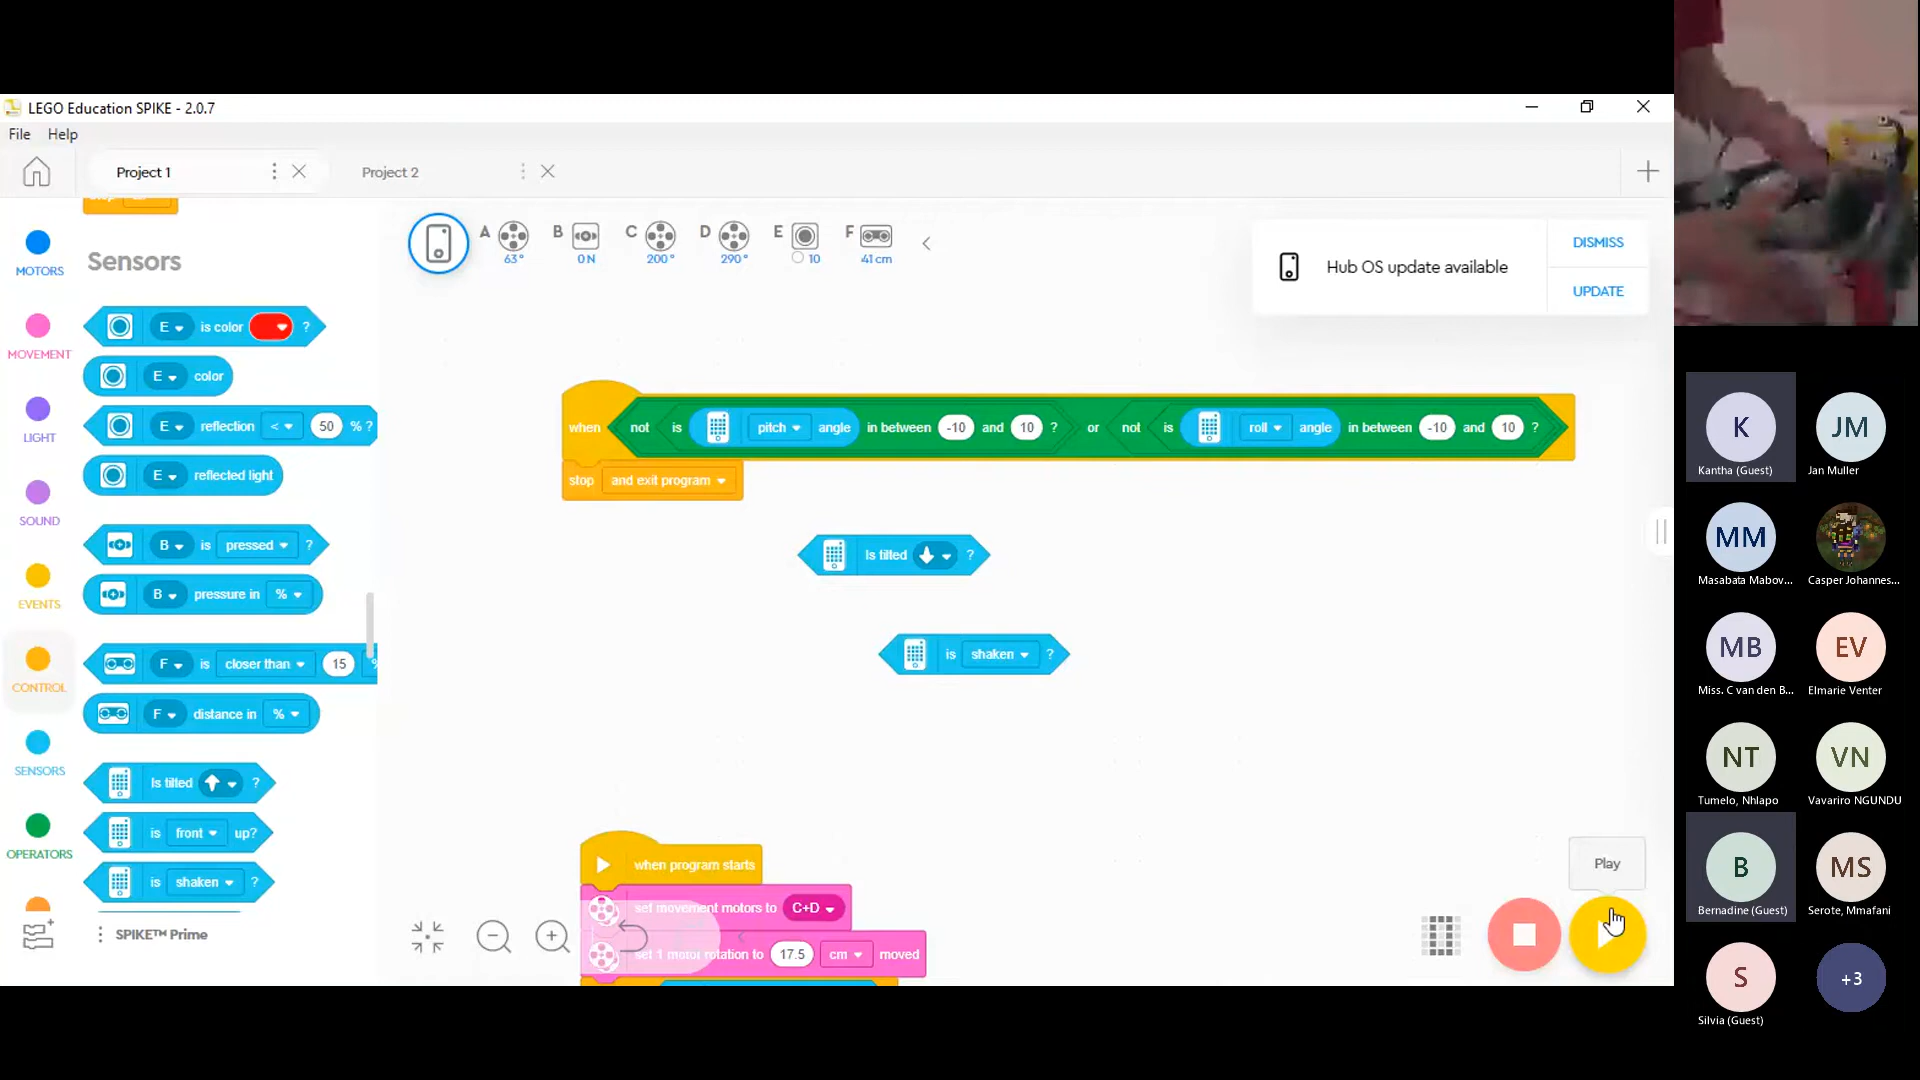 LEGO Education SPIKE - 2.0.7
File Help
Project 1
Project 2
MOTORS
MOVEMENT
LIGHT
SOUND
EVENTS
CONTROL
SENSORS
OPERATORS
Sensors
E is color ?
E color
E reflection < 50 % ?
E reflected light
B is pressed ?
B pressure in %
F is closer than 15
F distance in %
Is tilted ?
is front up?
is shaken ?
SPIKE™ Prime
A B C D E F
63° 0 N 200° 290° 10 41 cm
Hub OS update available
DISMISS
UPDATE
when not is pitch angle in between -10 and 10 ? or not is roll angle in between -10 and 10 ?
stop and exit program
Is tilted ?
is shaken ?
when program starts
set movement motors to C+D
set 1 motor rotation to 17.5 cm moved
Play
K
Kantha (Guest)
JM
Jan Muller
MM
Masabata Mabov...
Casper Johannes...
MB
Miss. C van den B...
EV
Elmarie Venter
NT
Tumelo, Nhlapo
VN
Vavariro NGUNDU
B
Bernadine (Guest)
MS
Serote, Mmafani
S
Silvia (Guest)
+3